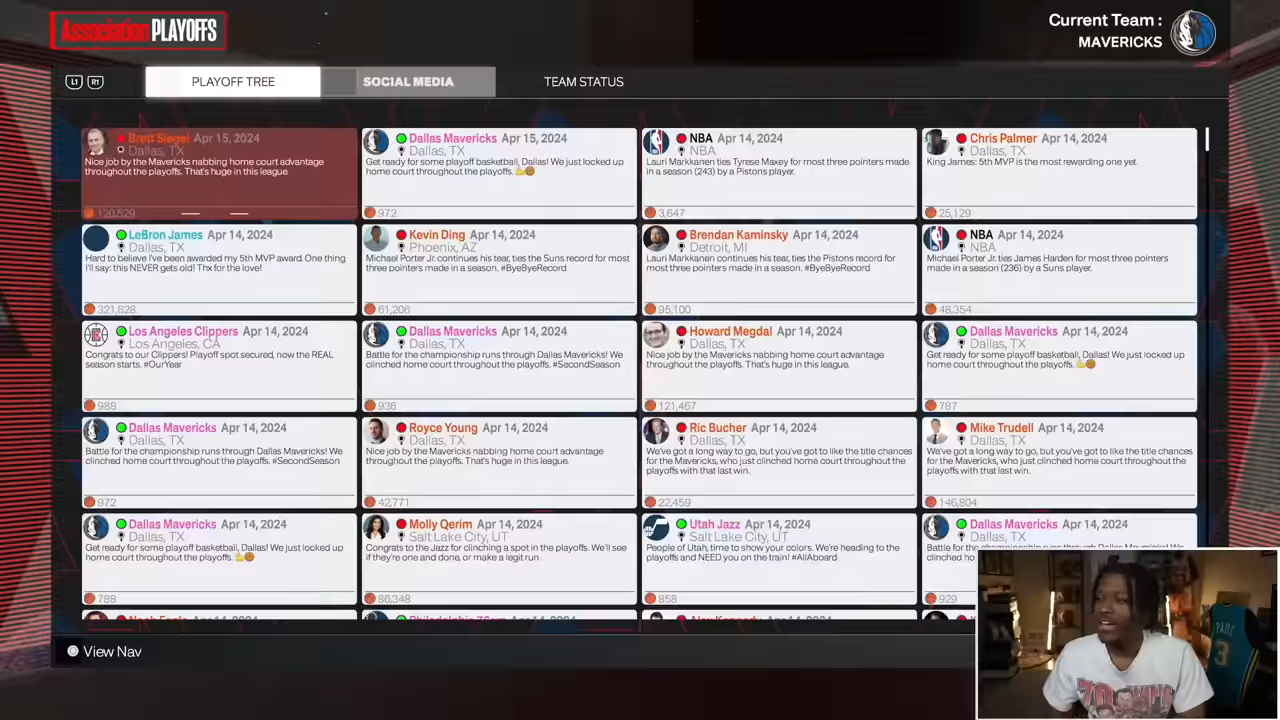 Association PLAYOFFS
Current Team :
MAVERICKS
L1 R1
PLAYOFF TREE
SOCIAL MEDIA
TEAM STATUS
Brett Siegel Apr 15, 2024
Dallas, TX
Nice job by the Mavericks nabbing home court advantage
throughout the playoffs. That's huge in this league.
120,529
Dallas Mavericks Apr 15, 2024
Dallas, TX
Get ready for some playoff basketball, Dallas! We just locked up
home court throughout the playoffs. 💪🏀
972
NBA Apr 14, 2024
NBA
Lauri Markkanen ties Tyrese Maxey for most three pointers made
in a season (243) by a Pistons player.
3,647
Chris Palmer Apr 14, 2024
Dallas, TX
King James: 5th MVP is the most rewarding one yet.
25,129
LeBron James Apr 14, 2024
Dallas, TX
Hard to believe I've been awarded my 5th MVP award. One thing
I'll say: this NEVER gets old! Thx for the love!
321,628
Kevin Ding Apr 14, 2024
Phoenix, AZ
Michael Porter Jr. continues his tear, ties the Suns record for most
three pointers made in a season. #ByeByeRecord
61,206
Brendan Kaminsky Apr 14, 2024
Detroit, MI
Lauri Markkanen continues his tear, ties the Pistons record for
most three pointers made in a season. #ByeByeRecord
95,100
NBA Apr 14, 2024
NBA
Michael Porter Jr. ties James Harden for most three pointers
made in a season (236) by a Suns player.
48,354
Los Angeles Clippers Apr 14, 2024
Los Angeles, CA
Congrats to our Clippers! Playoff spot secured, now the REAL
season starts. #OurYear
988
Dallas Mavericks Apr 14, 2024
Dallas, TX
Battle for the championship runs through Dallas Mavericks! We
clinched home court throughout the playoffs. #SecondSeason
936
Howard Megdal Apr 14, 2024
Dallas, TX
Nice job by the Mavericks nabbing home court advantage
throughout the playoffs. That's huge in this league.
121,467
Dallas Mavericks Apr 14, 2024
Dallas, TX
Get ready for some playoff basketball, Dallas! We just locked up
home court throughout the playoffs. 💪🏀
787
Dallas Mavericks Apr 14, 2024
Dallas, TX
Battle for the championship runs through Dallas Mavericks! We
clinched home court throughout the playoffs. #SecondSeason
972
Royce Young Apr 14, 2024
Dallas, TX
Nice job by the Mavericks nabbing home court advantage
throughout the playoffs. That's huge in this league.
42,771
Ric Bucher Apr 14, 2024
Dallas, TX
We've got a long way to go, but you've got to like the title chances
for the Mavericks, who just clinched home court throughout the
playoffs with that last win.
22,459
Mike Trudell Apr 14, 2024
Dallas, TX
We've got a long way to go, but you've got to like the title chances
for the Mavericks, who just clinched home court throughout the
playoffs with that last win.
146,804
Dallas Mavericks Apr 14, 2024
Dallas, TX
Get ready for some playoff basketball, Dallas! We just locked up
home court throughout the playoffs. 💪🏀
788
Molly Qerim Apr 14, 2024
Salt Lake City, UT
Congrats to the Jazz for clinching a spot in the playoffs. We'll see
if they're one and done, or make a legit run.
86,348
Utah Jazz Apr 14, 2024
Salt Lake City, UT
People of Utah, time to show your colors. We're heading to the
playoffs and NEED you on the train! #AllAboard
858
Dallas Mavericks Apr 14, 2024
Dallas, TX
Battle for the championship runs through Dallas Mavericks! We
clinched ho
929
View Nav
PAUL
3